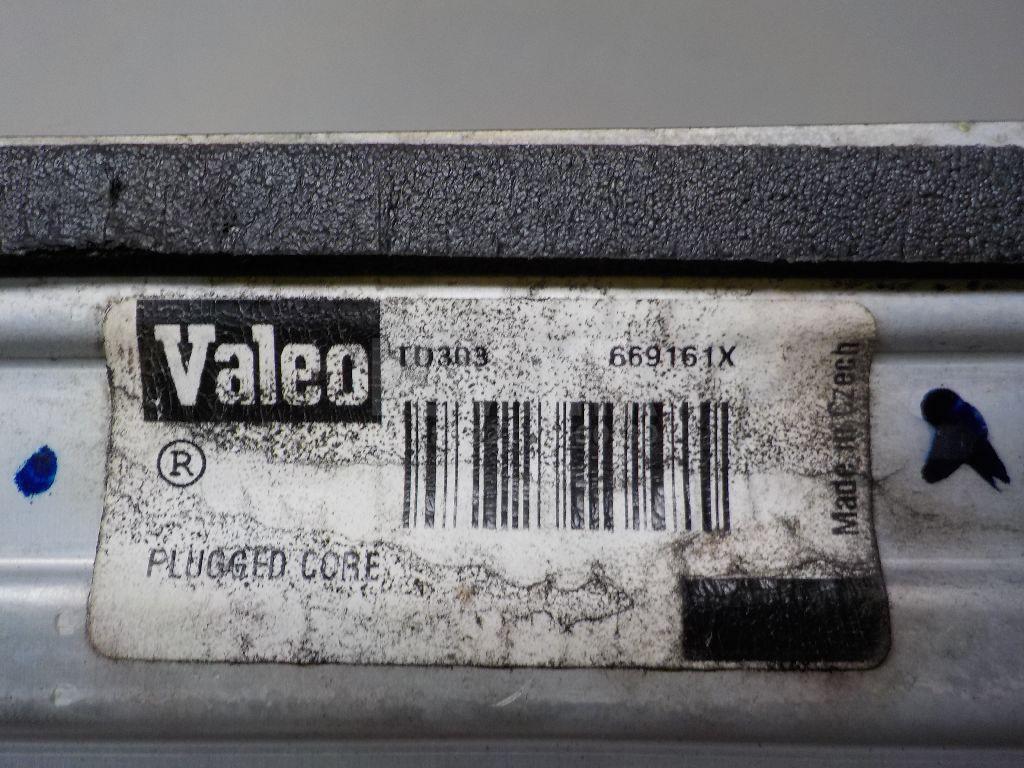 Valeo
TD303 669161X
®
PLUGGED CORE
Made in Czech